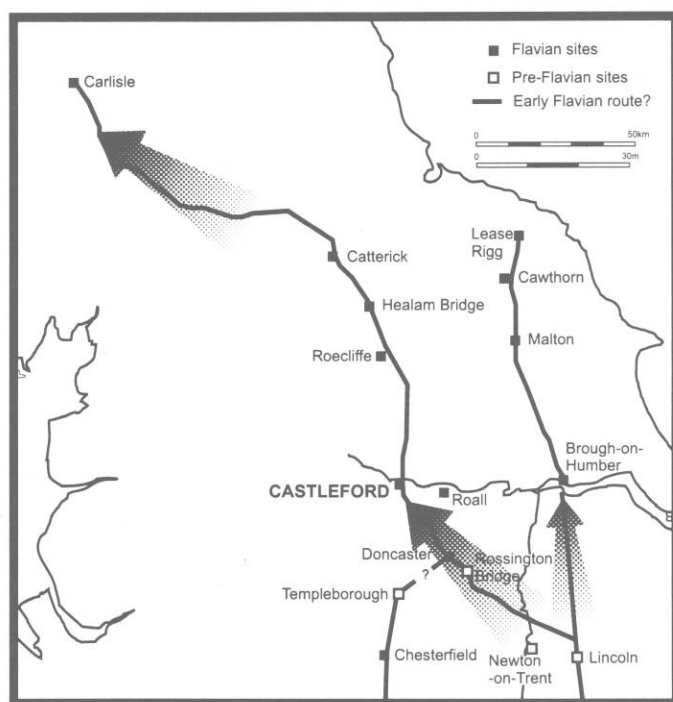 Flavian sites
Pre-Flavian sites
Early Flavian route?
0 50km
0 30m
Carlisle
Lease
Rigg
Catterick
Cawthorn
Healam Bridge
Malton
Roecliffe
Brough-on-
Humber
CASTLEFORD
Roall
Doncaster
Rossington
Bridge
?
Templeborough
Chesterfield
Newton
-on-Trent
Lincoln